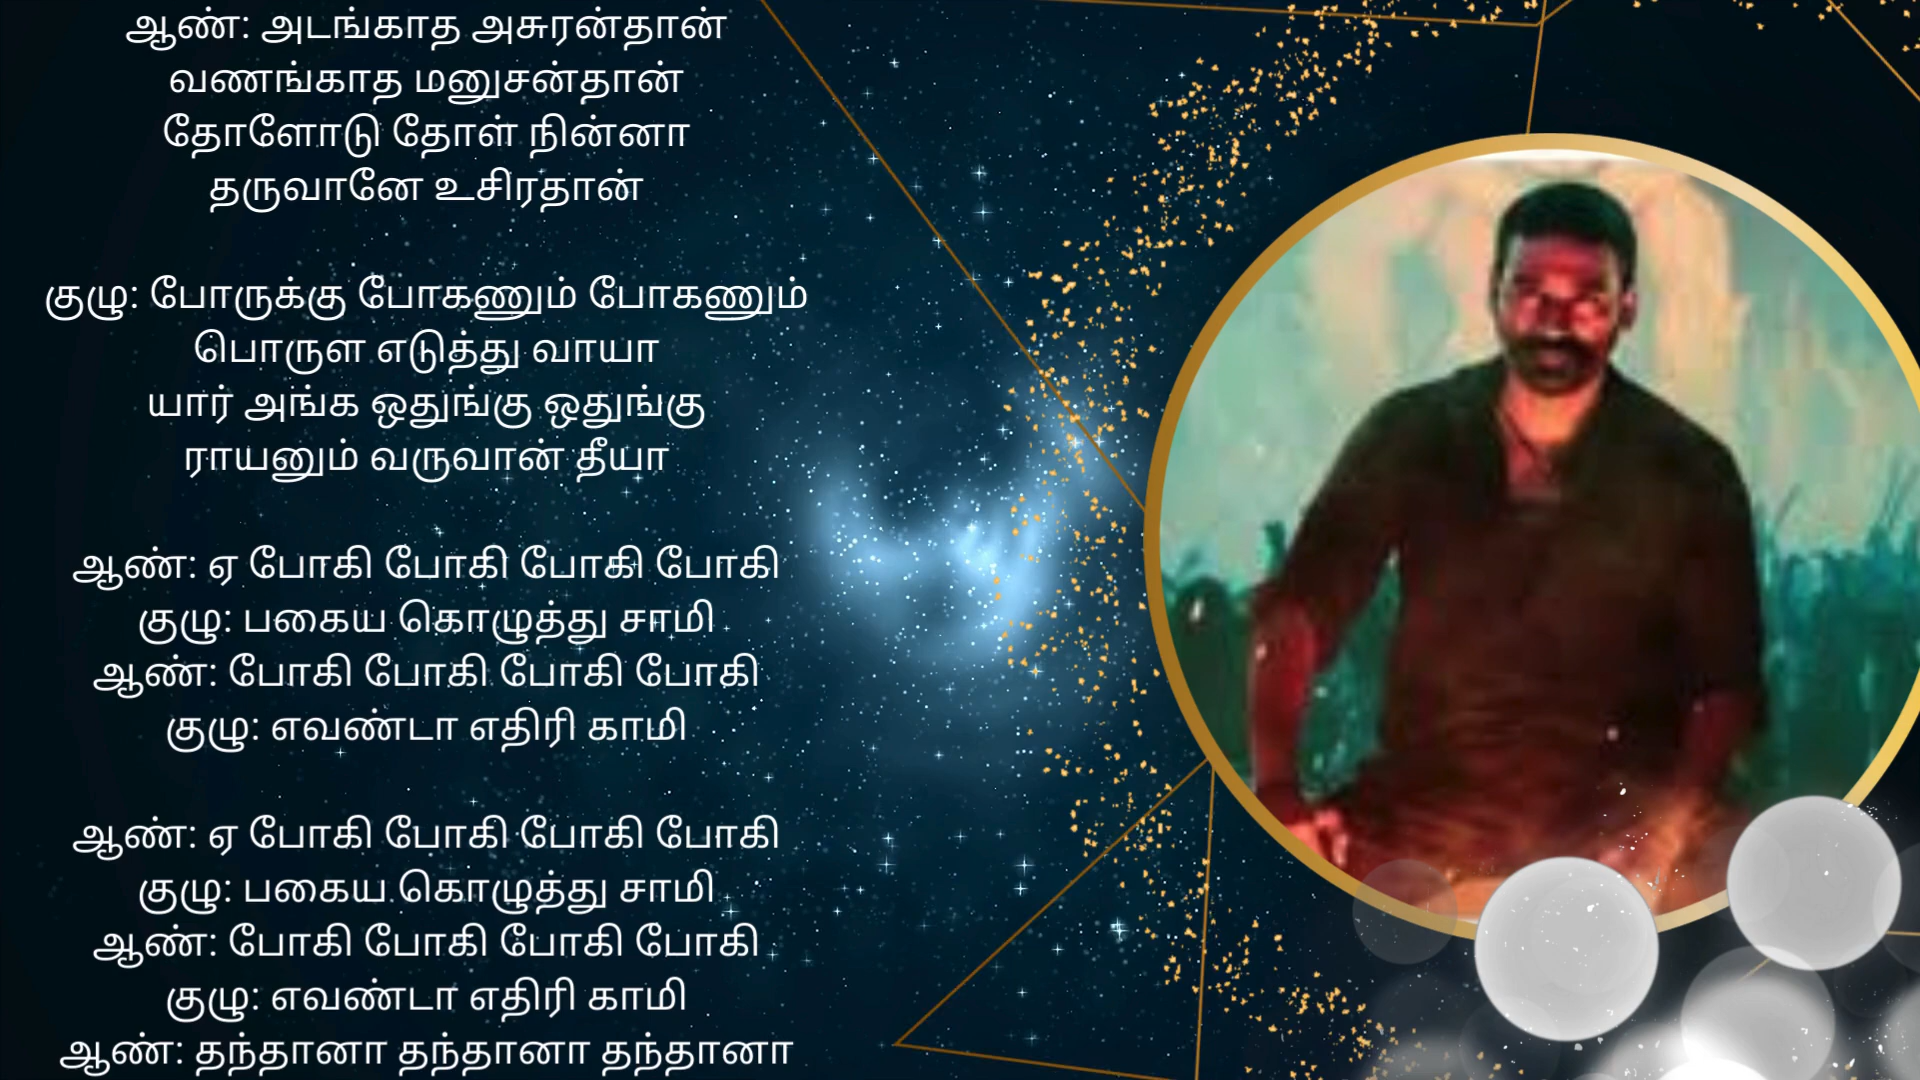 ஆண்: அடங்காத அசுரன்தான்
வணங்காத மனுசன்தான்
தோளோடு தோள் நின்னா
தருவானே உசிரதான்
குழு: போருக்கு போகணும் போகணும்
பொருள எடுத்து வாயா
யார் அங்க ஒதுங்கு ஒதுங்கு
ராயனும் வருவான் தீயா
ஆண்: ஏ போகி போகி போகி போகி
குழு: பகைய கொழுத்து சாமி
ஆண்: போகி போகி போகி போகி
குழு: எவண்டா எதிரி காமி
ஆண்: ஏ போகி போகி போகி போகி
குழு: பகைய கொழுத்து சாமி
ஆண்: போகி போகி போகி போகி
குழு: எவண்டா எதிரி காமி
ஆண்: தந்தானா தந்தானா தந்தானா